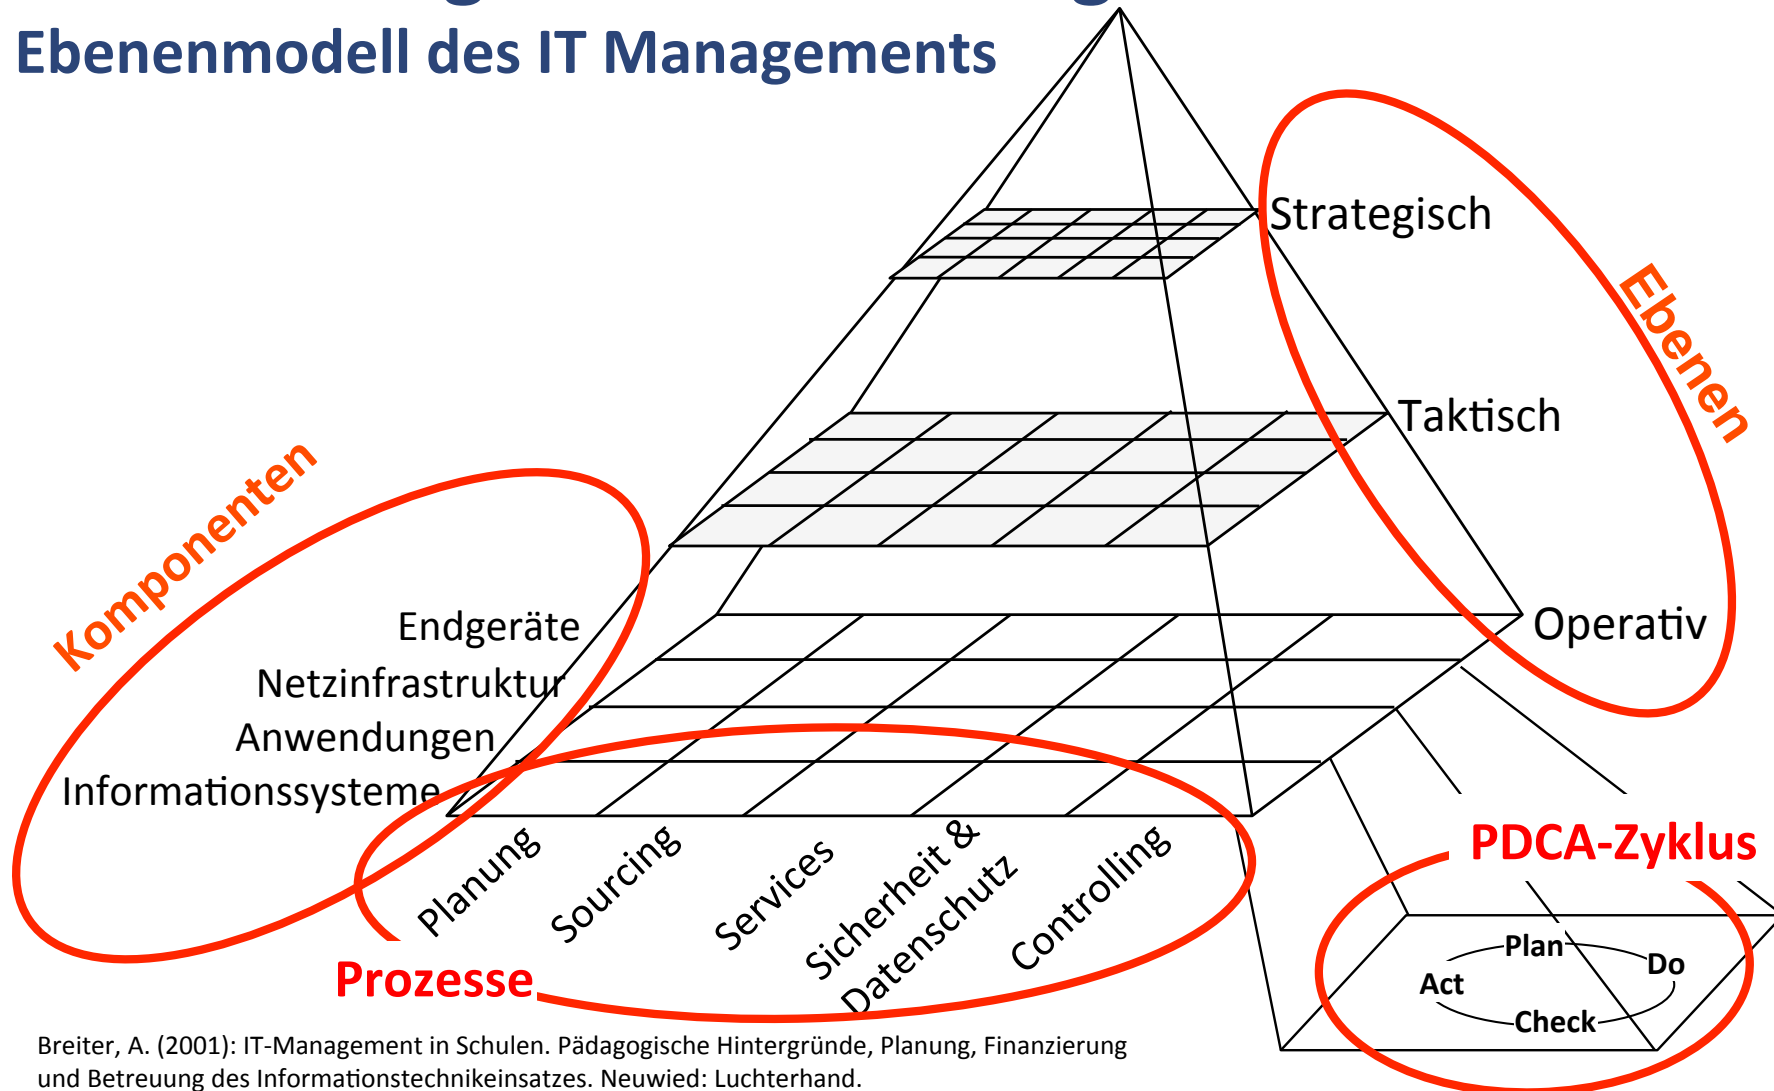 Ebenenmodell des IT Managements
Strategisch
Ebenen
Taktisch
Komponenten
Endgeräte
Operativ
Netzinfrastruktur
Anwendungen
Informationssysteme
PDCA-Zyklus
Planung
Sourcing
Services
Sicherheit &
Datenschutz
Controlling
Prozesse
Plan
Do
Act
Check
Breiter, A. (2001): IT-Management in Schulen. Pädagogische Hintergründe, Planung, Finanzierung
und Betreuung des Informationstechnikeinsatzes. Neuwied: Luchterhand.